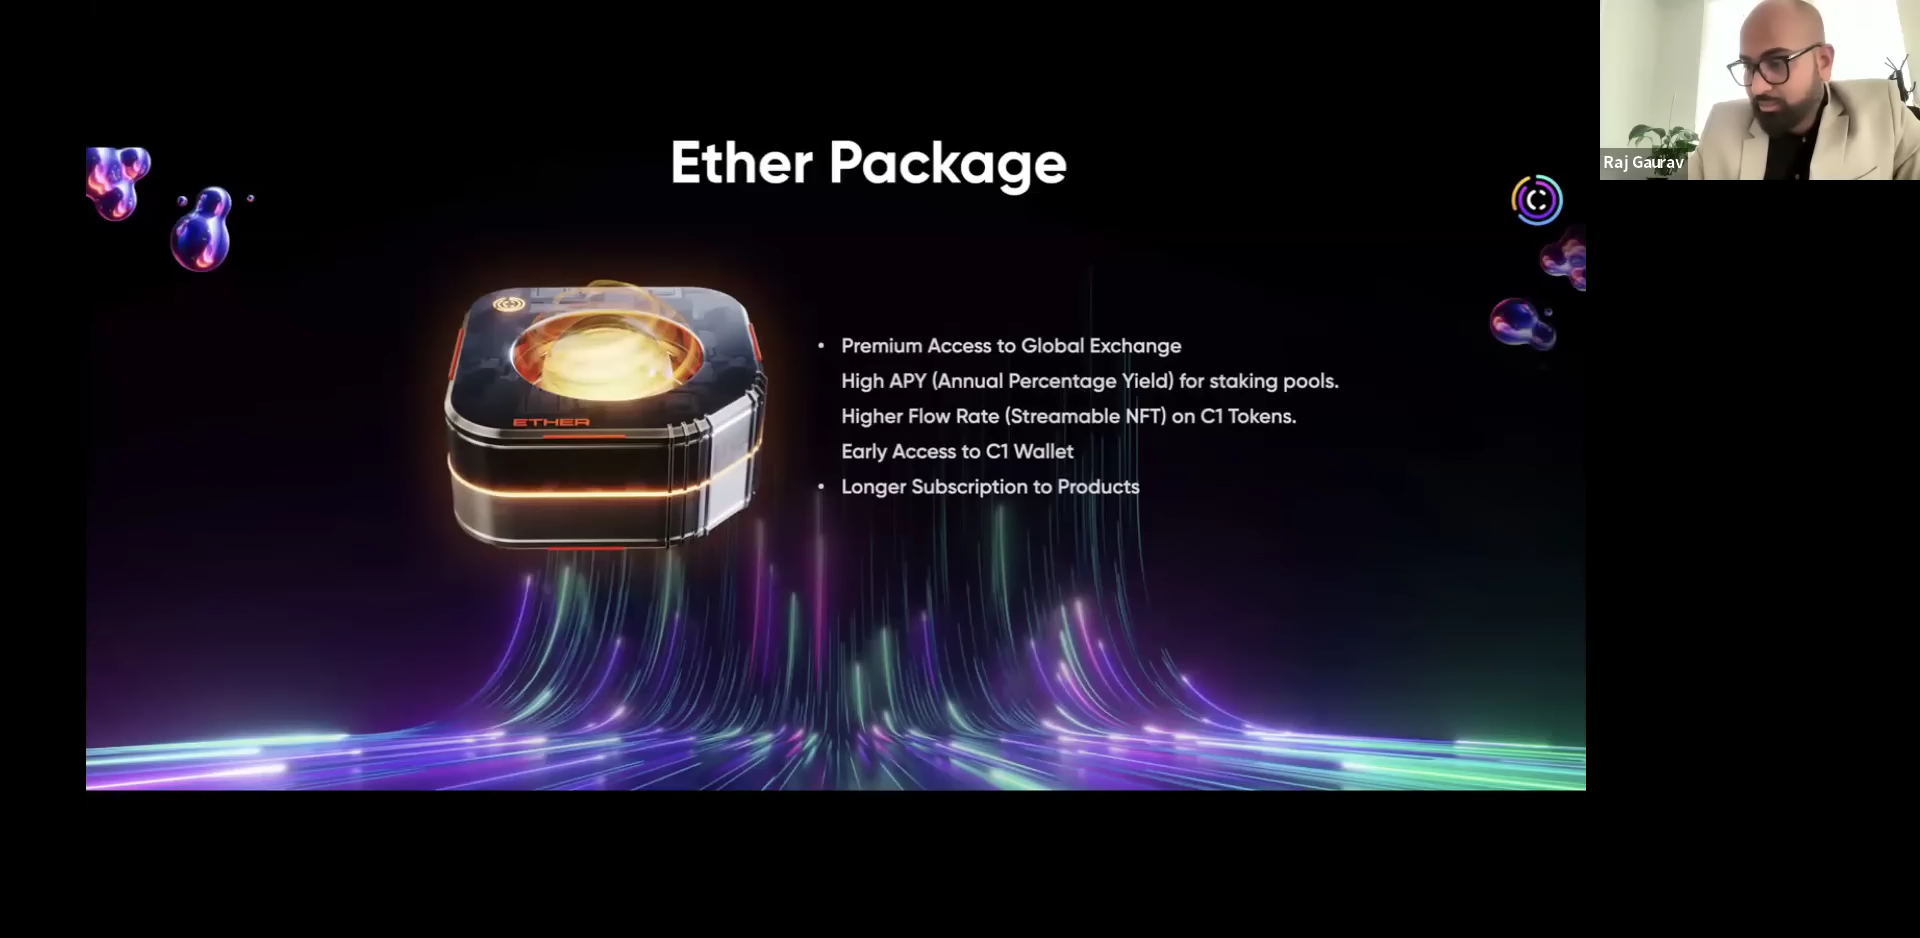 Ether Package
Raj Gaurav
ETHER
• Premium Access to Global Exchange
High APY (Annual Percentage Yield) for staking pools.
Higher Flow Rate (Streamable NFT) on C1 Tokens.
Early Access to C1 Wallet
• Longer Subscription to Products